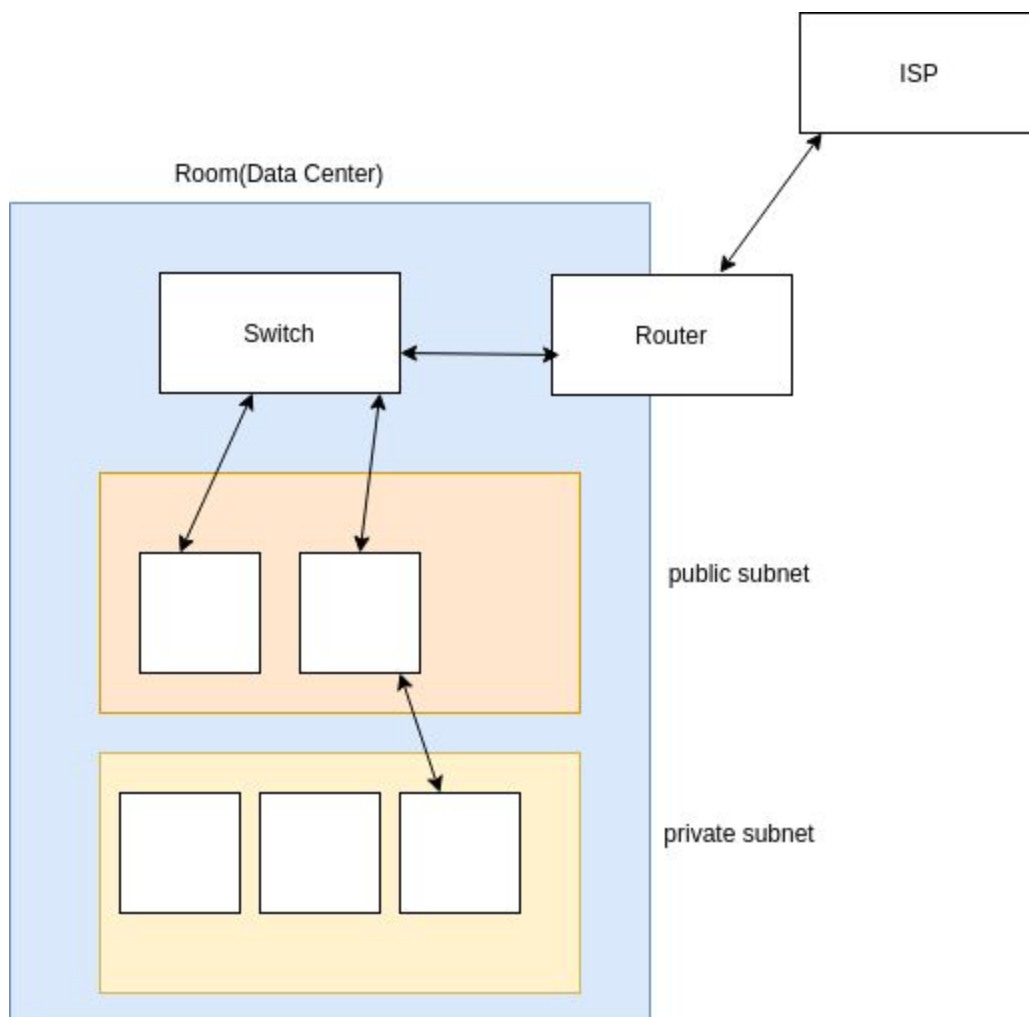 ISP
Room(Data Center)
Switch
Router
public subnet
private subnet